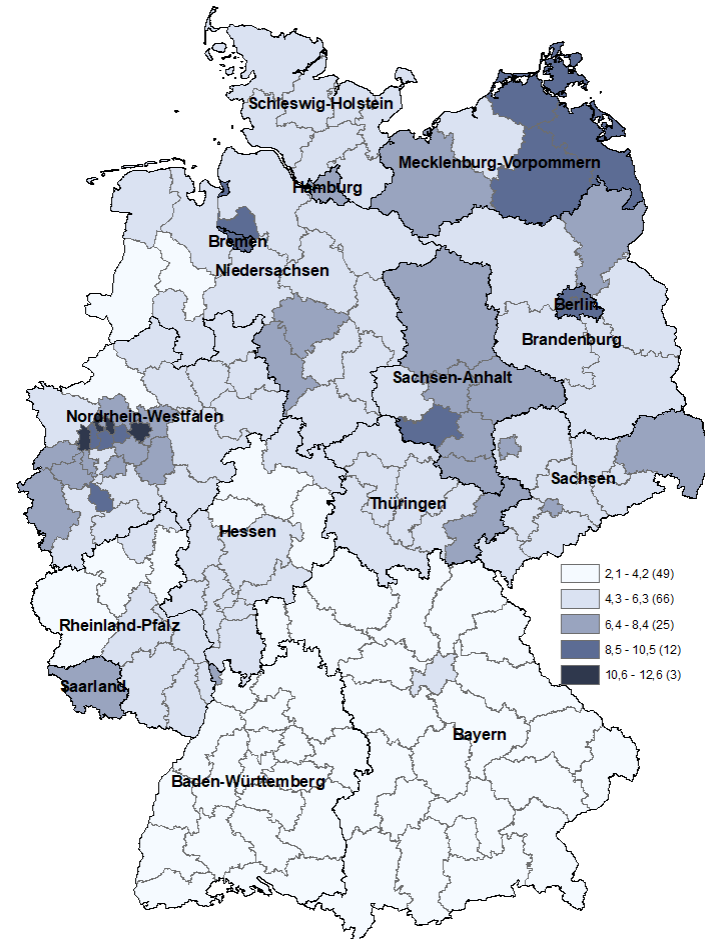 Schleswig-Holstein
Mecklenburg-Vorpommern
Hamburg
Bremen
Niedersachsen
Berlin
Brandenburg
Sachsen-Anhalt
Nordrhein-Westfalen
Sachsen
Thüringen
Hessen
2,1 - 4,2 (49)
4,3 - 6,3 (66)
6,4 - 8,4 (25)
8,5 - 10,5 (12)
10,6 - 12,6 (3)
Rheinland-Pfalz
Saarland
Bayern
Baden-Württemberg